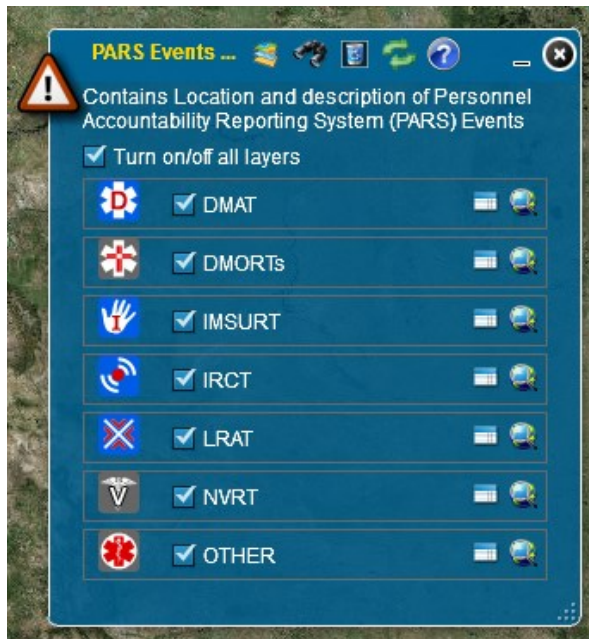 PARS Events ...
Contains Location and description of Personnel
Accountability Reporting System (PARS) Events
Turn on/off all layers
D DMAT
DMORTs
I IMSURT
IRCT
LRAT
V NVRT
OTHER